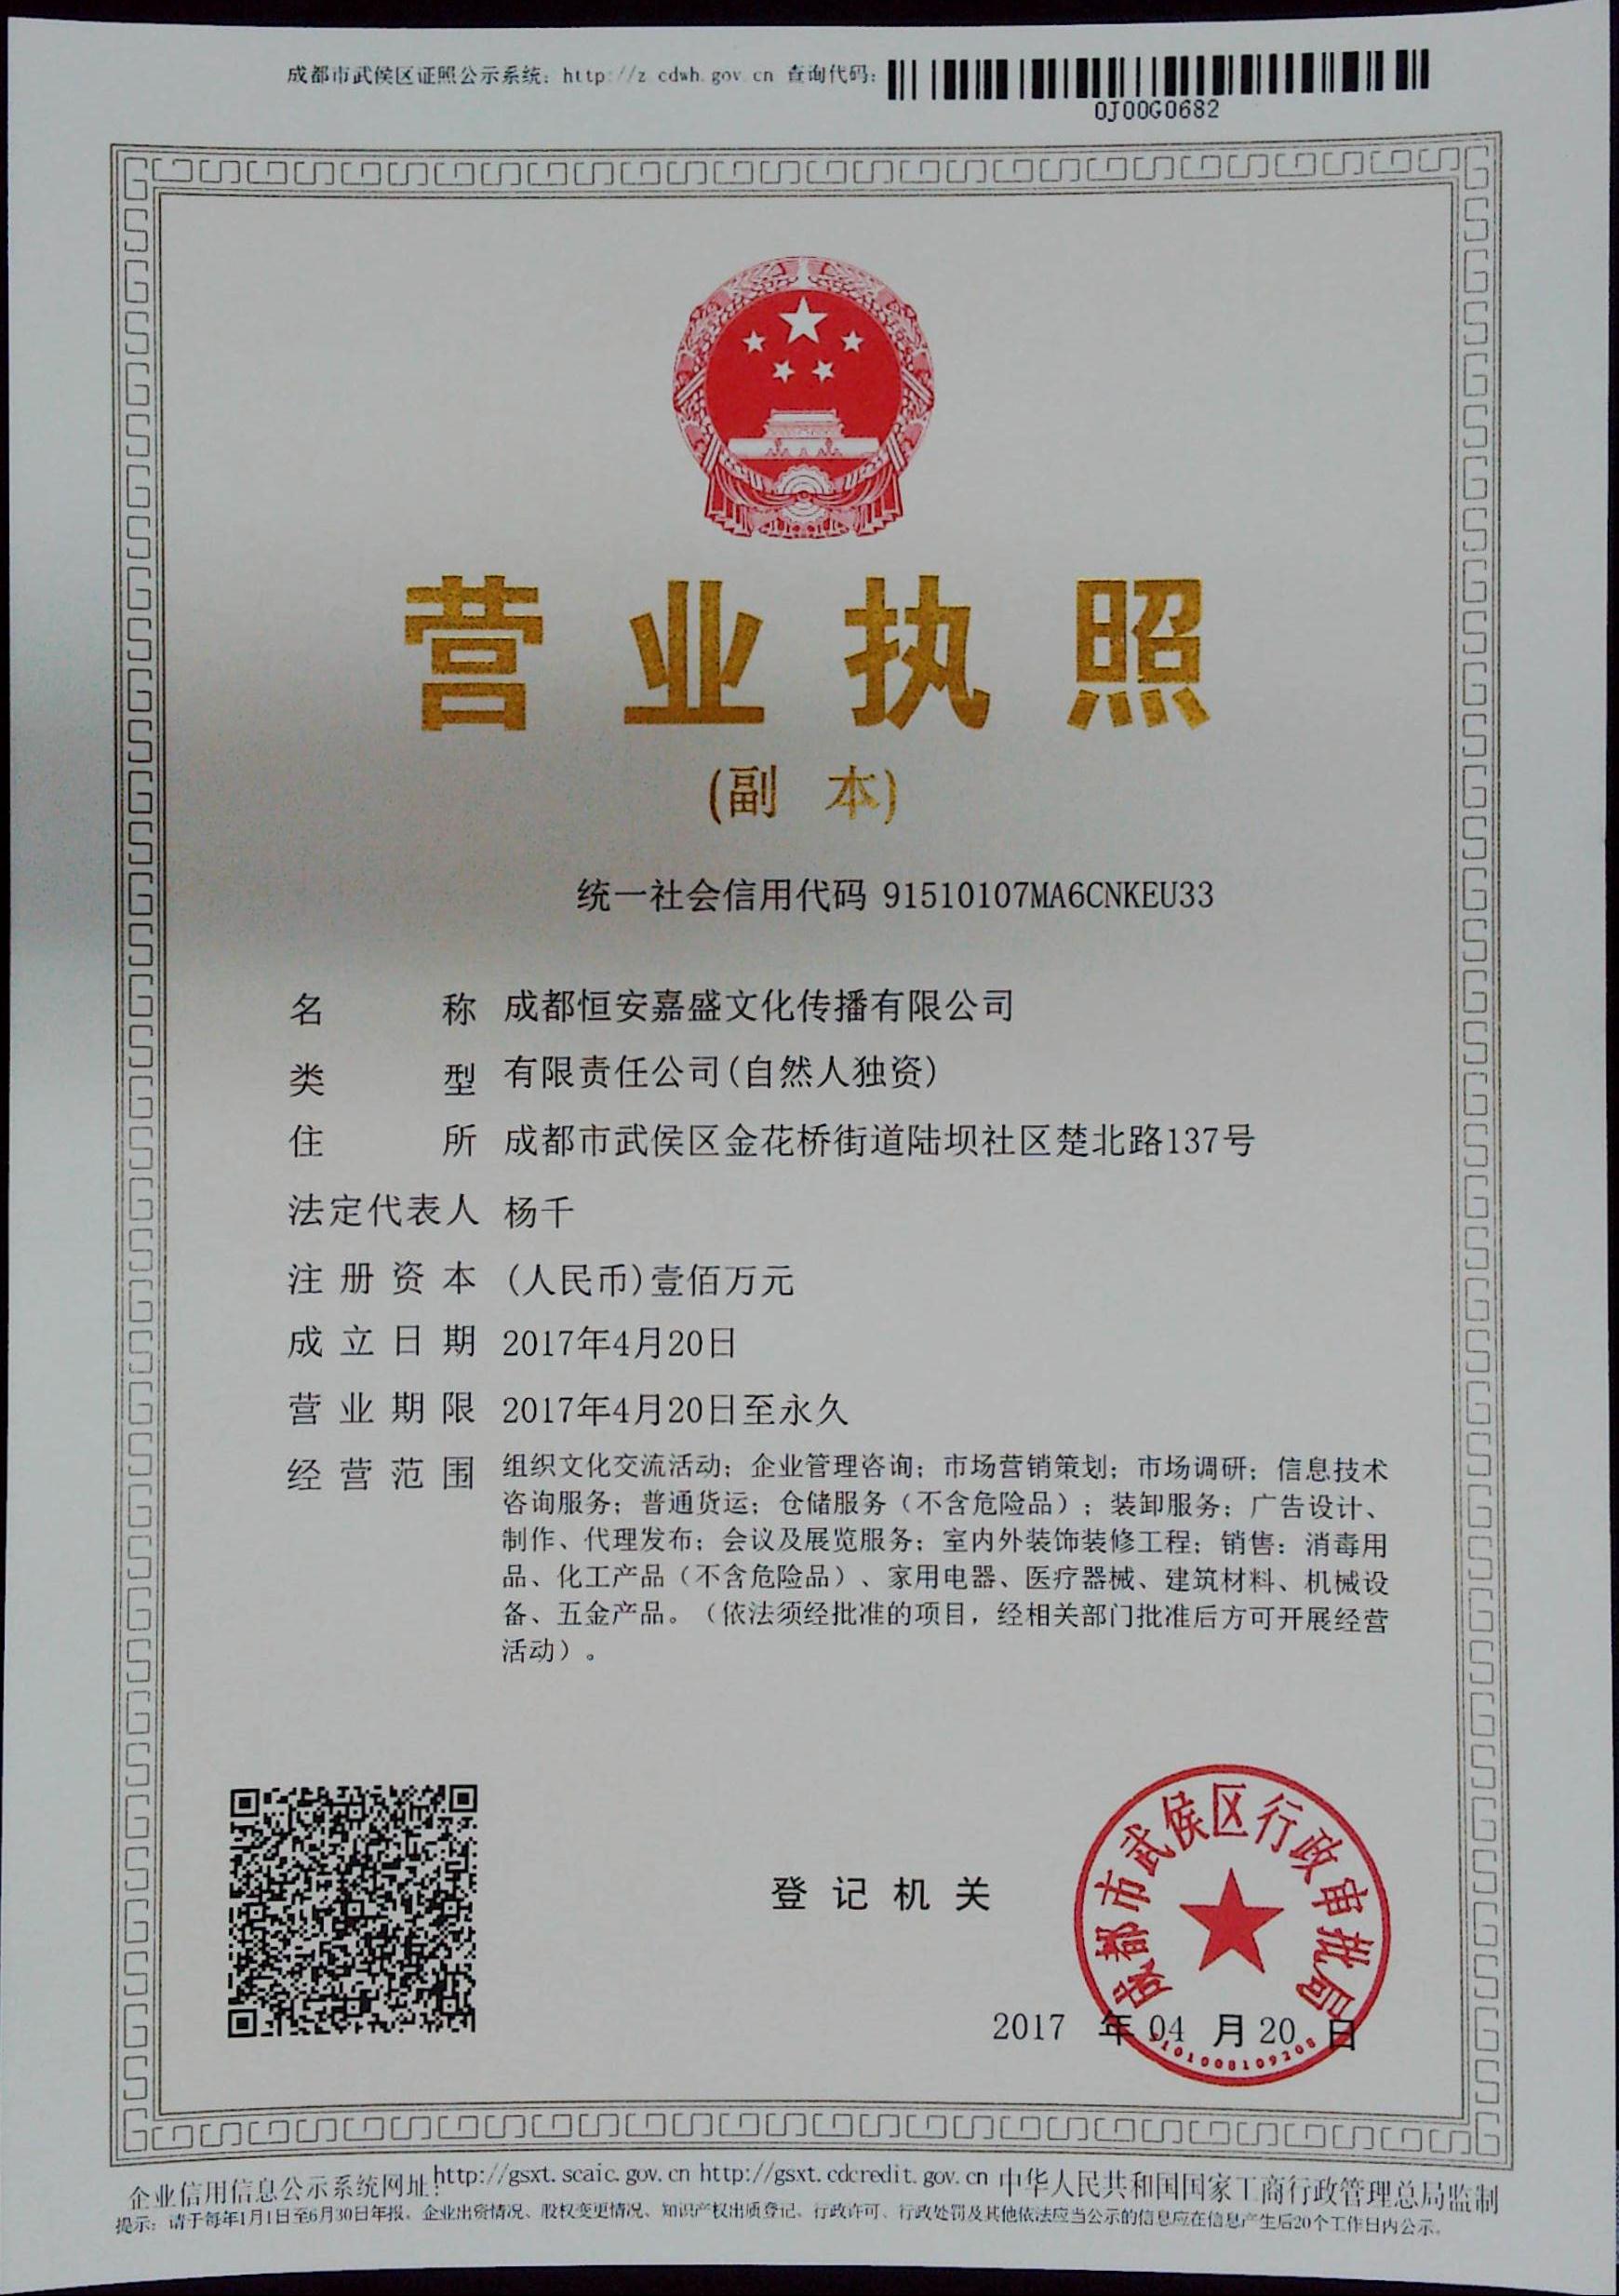 成都市武侯区证照公示系统：http://z.cdwh.gov.cn 查询代码：
0J00G0682
营业执照
(副 本)
统一社会信用代码 91510107MA6CNKEU33
名 称 成都恒安嘉盛文化传播有限公司
类 型 有限责任公司(自然人独资)
住 所 成都市武侯区金花桥街道陆坝社区楚北路137号
法定代表人 杨千
注册资本 (人民币)壹佰万元
成立日期 2017年4月20日
营业期限 2017年4月20日至永久
经营范围 组织文化交流活动；企业管理咨询；市场营销策划；市场调研；信息技术
咨询服务；普通货运；仓储服务（不含危险品）；装卸服务；广告设计、
制作、代理发布；会议及展览服务；室内外装饰装修工程；销售：消毒用
品、化工产品（不含危险品）、家用电器、医疗器械、建筑材料、机械设
备、五金产品。（依法须经批准的项目，经相关部门批准后方可开展经营
活动）。
登记机关
成都市武侯区行政审批局
2017 年 04 月 20 日
企业信用信息公示系统网址：http://gsxt.scaic.gov.cn http://gsxt.cdcredit.gov.cn 中华人民共和国国家工商行政管理总局监制
提示：请于每年1月1日至6月30日年报。企业出资情况、股权变更情况、知识产权出质登记、行政许可、行政处罚及其他依法应当公示的信息应在信息产生后20个工作日内公示。